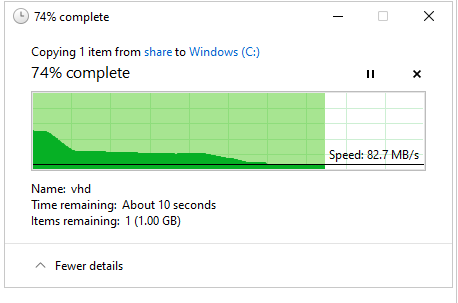 74% complete
Copying 1 item from share to Windows (C:)
74% complete
Speed: 82.7 MB/s
Name: vhd
Time remaining: About 10 seconds
Items remaining: 1 (1.00 GB)
Fewer details